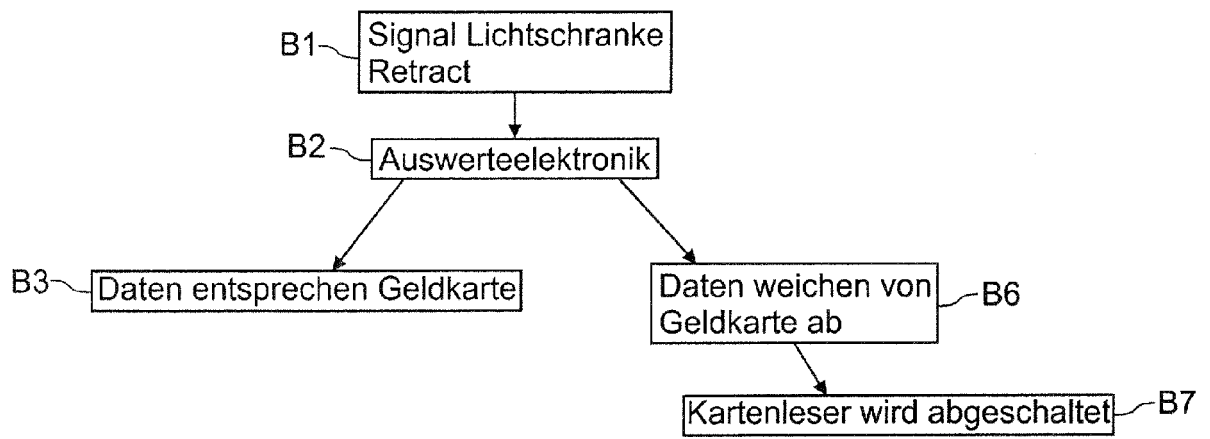 B1
Signal Lichtschranke
Retract
B2
Auswerteelektronik
B3
Daten entsprechen Geldkarte
Daten weichen von
Geldkarte ab
B6
Kartenleser wird abgeschaltet
B7